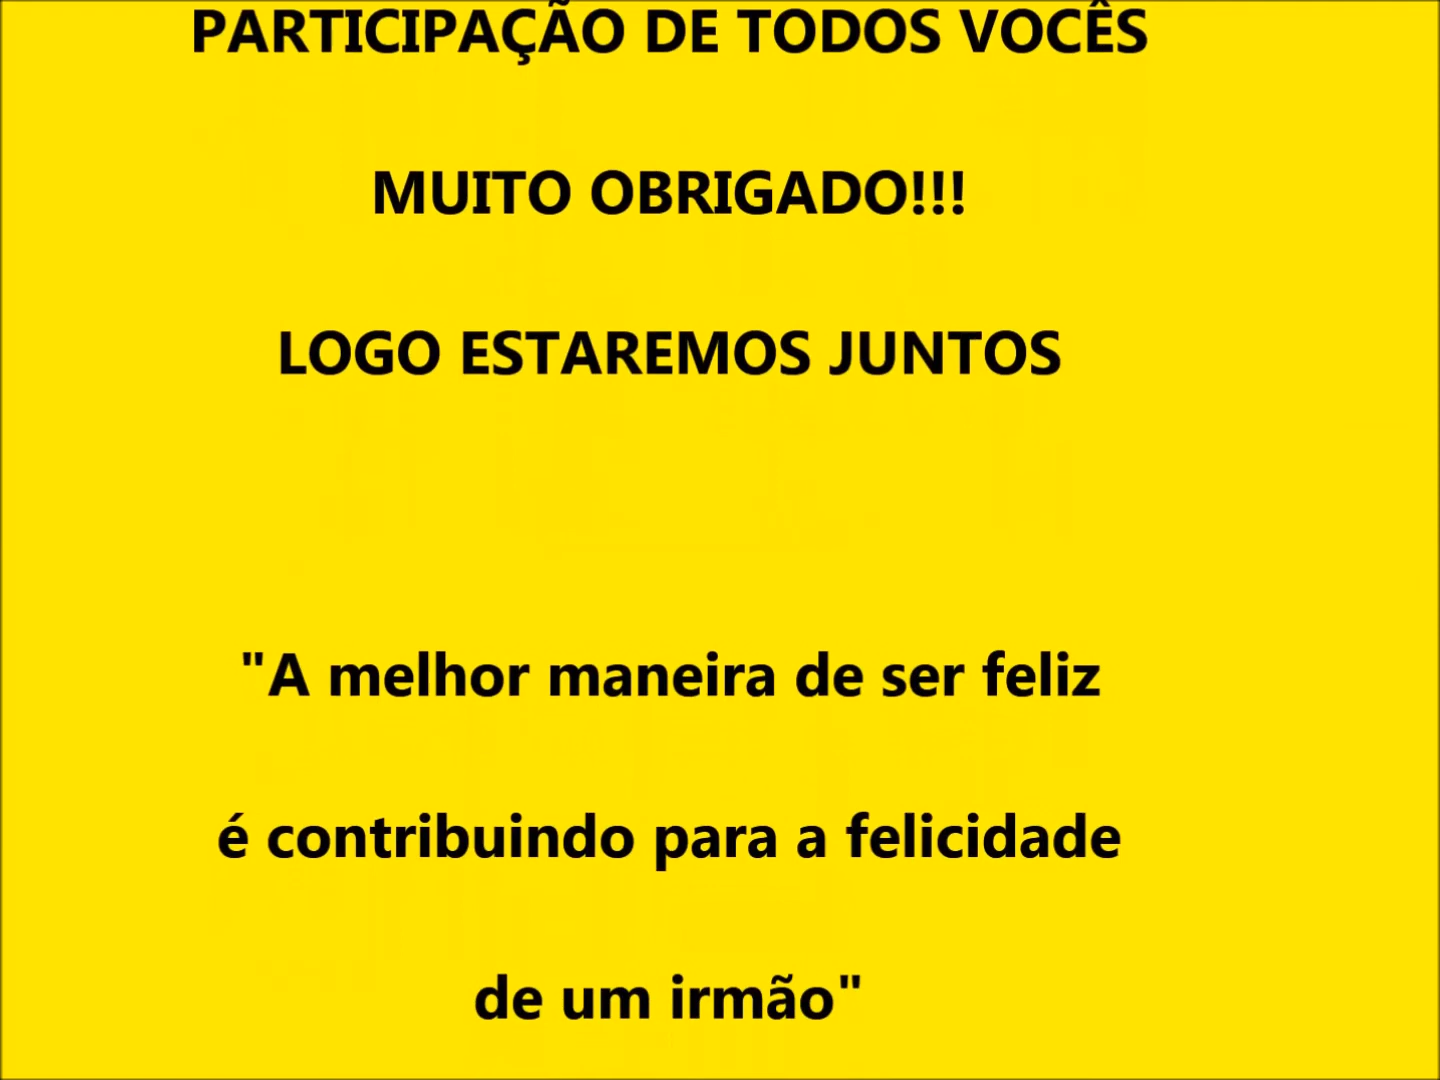 PARTICIPAÇÃO DE TODOS VOCÊS
MUITO OBRIGADO!!!
LOGO ESTAREMOS JUNTOS
"A melhor maneira de ser feliz
é contribuindo para a felicidade
de um irmão"